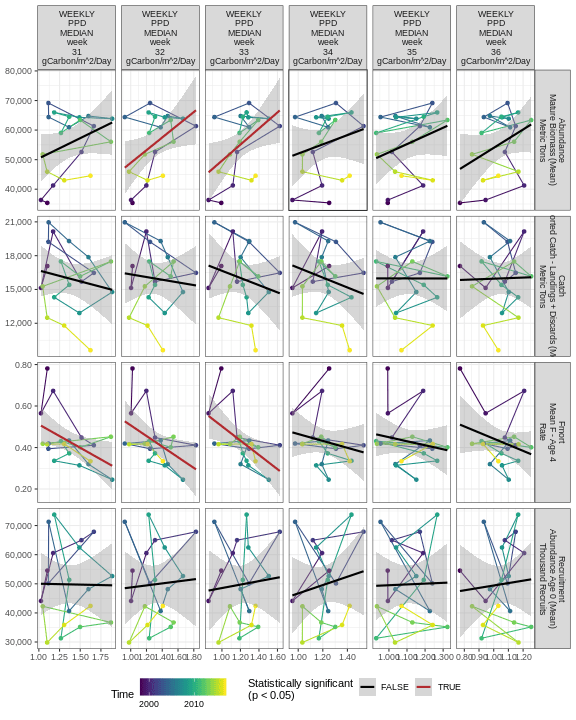 WEEKLY WEEKLY WEEKLY WEEKLY WEEKLY WEEKLY
PPD PPD PPD PPD PPD PPD
MEDIAN MEDIAN MEDIAN MEDIAN MEDIAN MEDIAN
week week week week week week
31 32 33 34 35 36
gCarbon/m^2/Day gCarbon/m^2/Day gCarbon/m^2/Day gCarbon/m^2/Day gCarbon/m^2/Day gCarbon/m^2/Day
80,000
70,000
60,000
50,000
40,000
Abundance
Mature Biomass (Mean)
Metric Tons
21,000
18,000
15,000
12,000
Catch
orted Catch - Landings + Discards (M
Metric Tons
0.80
0.60
0.40
0.20
Fmort
Mean F - Age 4
Rate
70,000
60,000
50,000
40,000
30,000
Recruitment
Abundance Age 0 (Mean)
Thousand Recruits
1.00 1.25 1.50 1.75 1.00 1.20 1.40 1.60 1.80 1.00 1.20 1.40 1.60 1.00 1.20 1.40 1.00 1.10 1.20 1.30 0.80 0.90 1.00 1.10 1.20
Time
2000 2010
Statistically significant
(p < 0.05)
FALSE TRUE